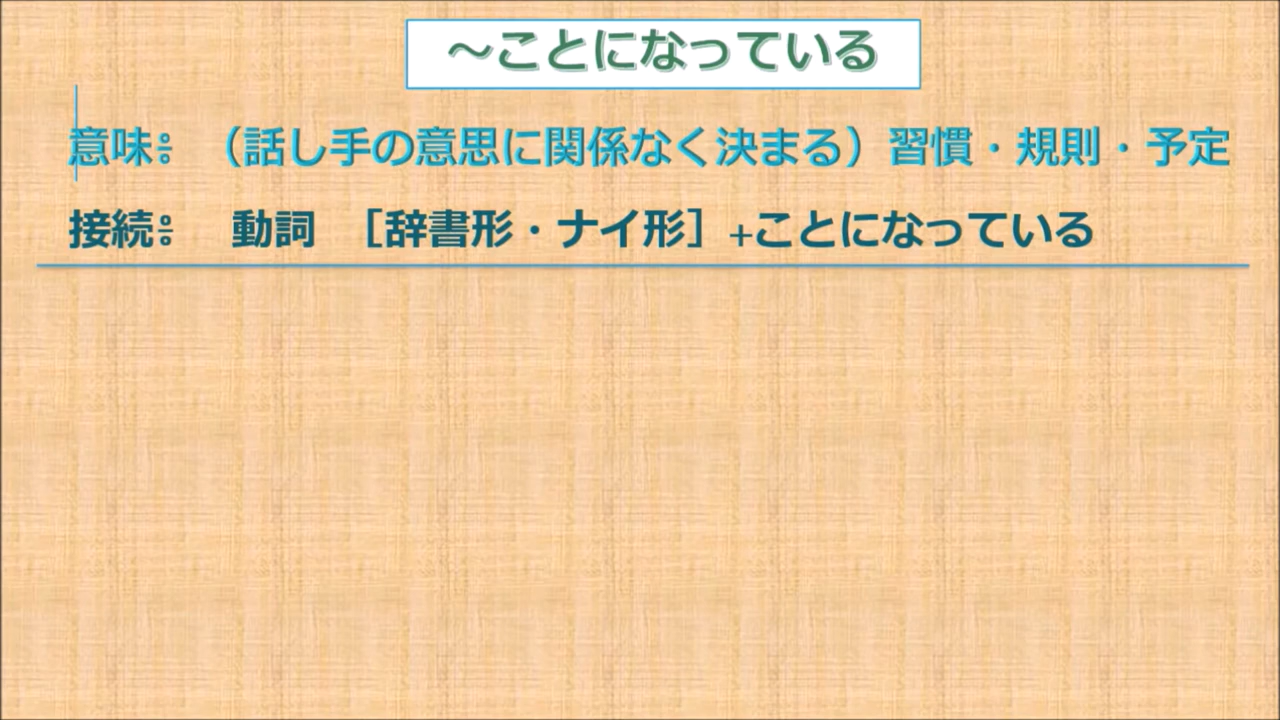 ～ことになっている
意味： （話し手の意思に関係なく決まる）習慣・規則・予定
接続： 動詞 ［辞書形・ナイ形］+ことになっている